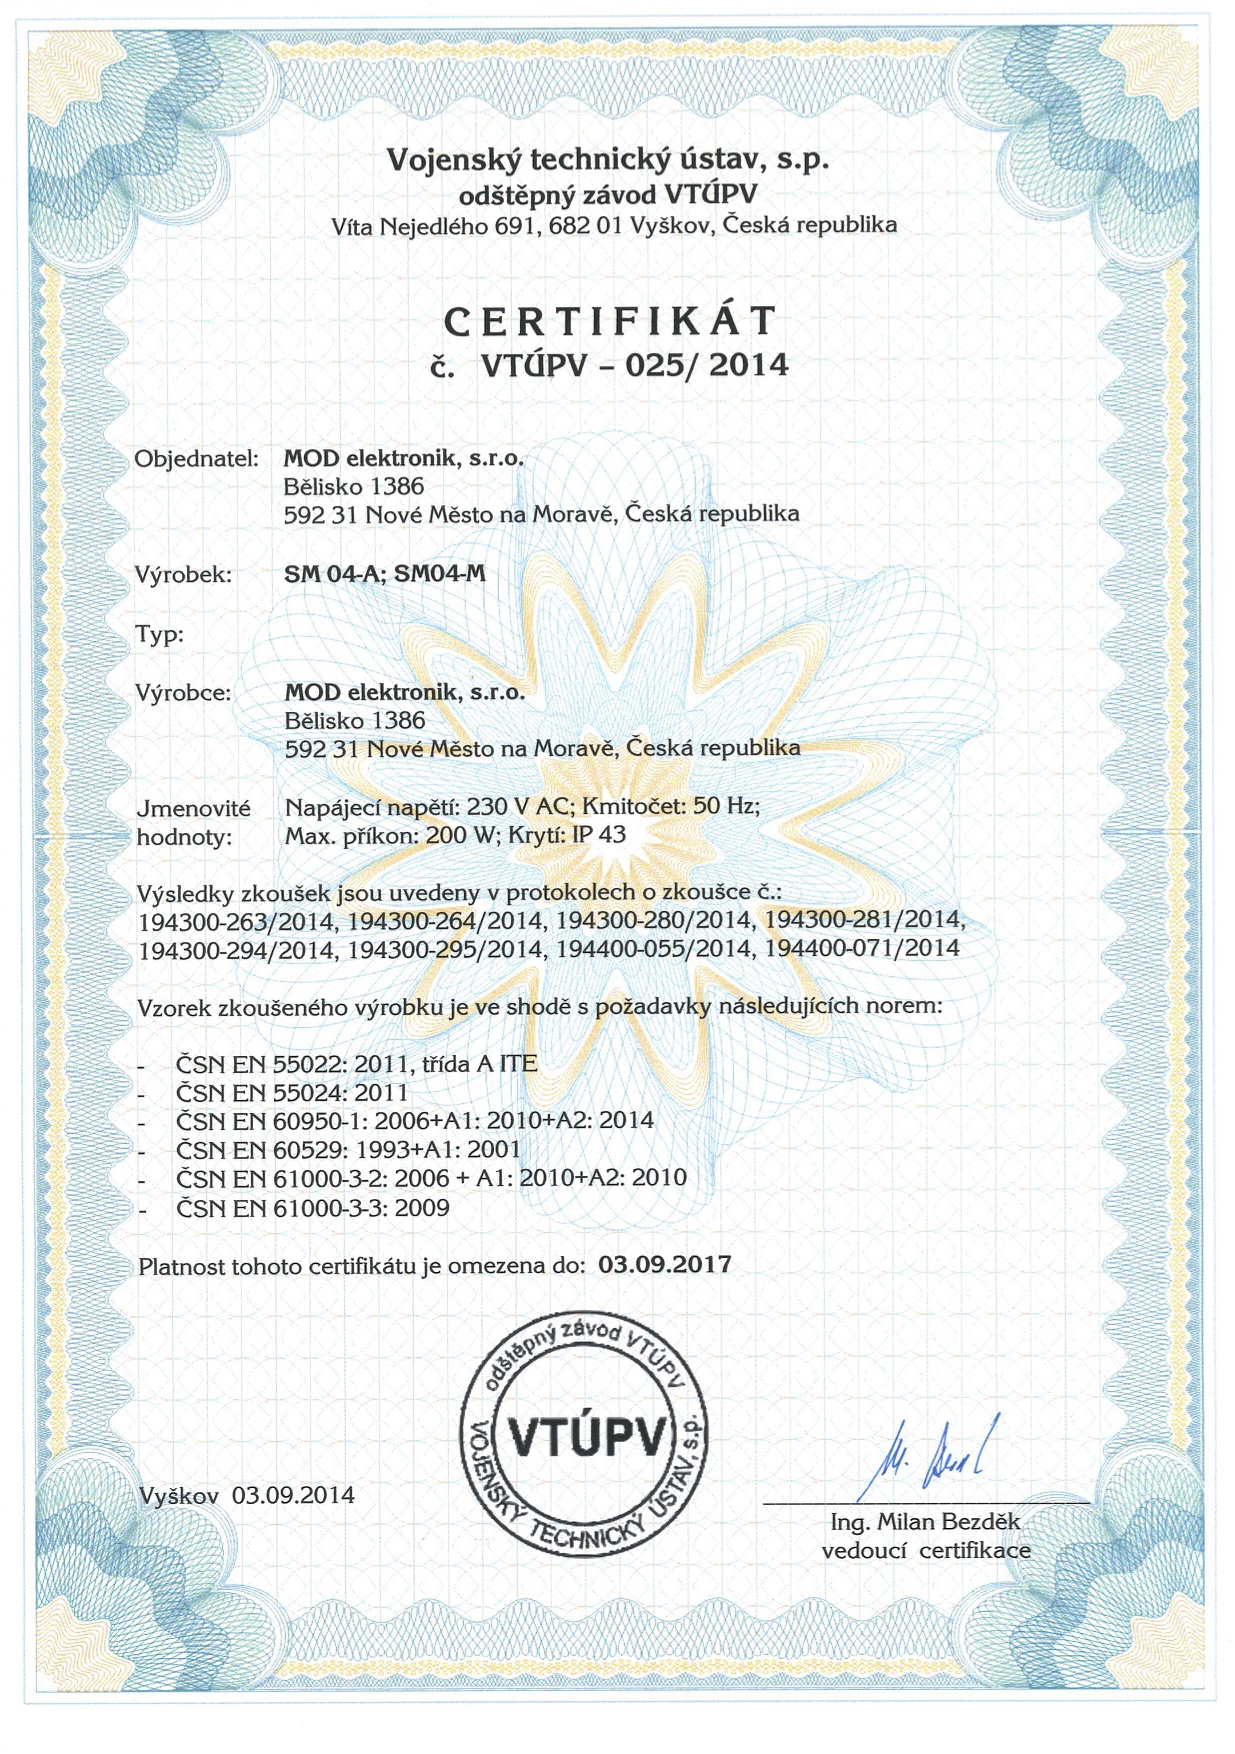 Vojenský technický ústav, s.p.
odštěpný závod VTÚPV
Víta Nejedlého 691, 682 01 Vyškov, Česká republika
CERTIFIKÁT
č. VTÚPV – 025/ 2014
Objednatel: MOD elektronik, s.r.o.
Bělisko 1386
592 31 Nové Město na Moravě, Česká republika
Výrobek: SM 04-A; SM04-M
Typ:
Výrobce: MOD elektronik, s.r.o.
Bělisko 1386
592 31 Nové Město na Moravě, Česká republika
Jmenovité Napájecí napětí: 230 V AC; Kmitočet: 50 Hz;
hodnoty: Max. příkon: 200 W; Krytí: IP 43
Výsledky zkoušek jsou uvedeny v protokolech o zkoušce č.:
194300-263/2014, 194300-264/2014, 194300-280/2014, 194300-281/2014,
194300-294/2014, 194300-295/2014, 194400-055/2014, 194400-071/2014
Vzorek zkoušeného výrobku je ve shodě s požadavky následujících norem:
- ČSN EN 55022: 2011, třída A ITE
- ČSN EN 55024: 2011
- ČSN EN 60950-1: 2006+A1: 2010+A2: 2014
- ČSN EN 60529: 1993+A1: 2001
- ČSN EN 61000-3-2: 2006 + A1: 2010+A2: 2010
- ČSN EN 61000-3-3: 2009
Platnost tohoto certifikátu je omezena do: 03.09.2017
odštěpný závod VTÚPV
VTÚPV
VOJENSKÝ TECHNICKÝ ÚSTAV, s.p.
Vyškov 03.09.2014
Ing. Milan Bezděk
vedoucí certifikace